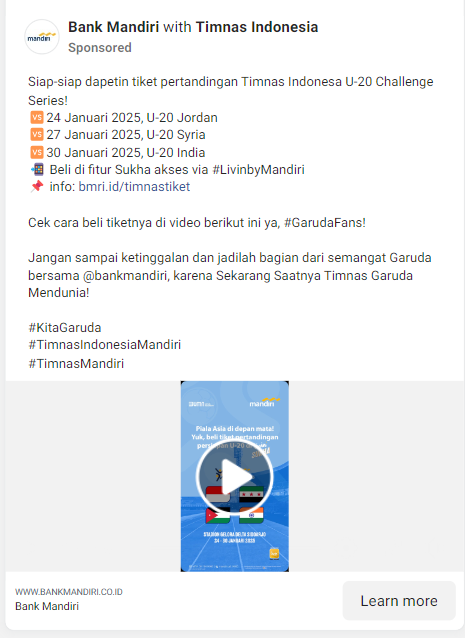 Bank Mandiri with Timnas Indonesia
Sponsored
mandiri
Siap-siap dapetin tiket pertandingan Timnas Indonesa U-20 Challenge
Series!
🆚 24 Januari 2025, U-20 Jordan
🆚 27 Januari 2025, U-20 Syria
🆚 30 Januari 2025, U-20 India
📲 Beli di fitur Sukha akses via #LivinbyMandiri
📌 info: bmri.id/timnastiket
Cek cara beli tiketnya di video berikut ini ya, #GarudaFans!
Jangan sampai ketinggalan dan jadilah bagian dari semangat Garuda
bersama @bankmandiri, karena Sekarang Saatnya Timnas Garuda
Mendunia!
#KitaGaruda
#TimnasIndonesiaMandiri
#TimnasMandiri
mandiri
Piala Asia di depan mata!
Yuk, beli tiket pertandingan
U-20
STADION GELORA DELTA SIDOARJO
24 - 30 JANUARI 2025
WWW.BANKMANDIRI.CO.ID
Bank Mandiri
Learn more